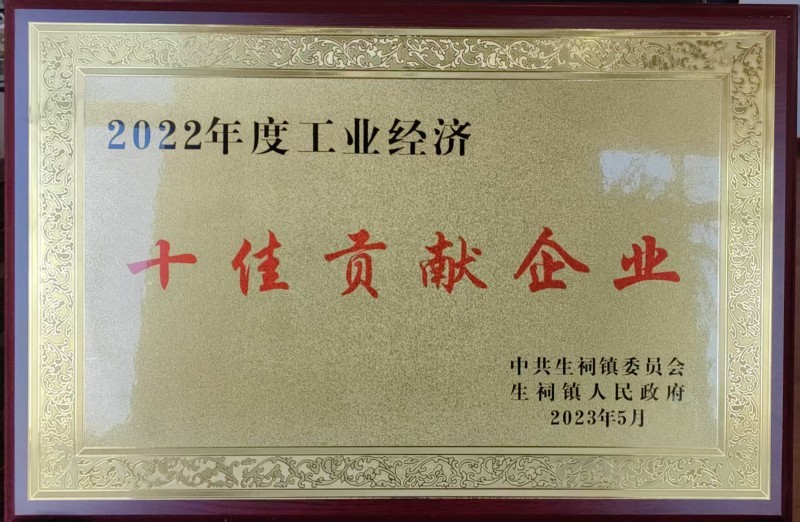 2022年度工业经济
十佳贡献企业
中共生祠镇委员会
生祠镇人民政府
2023年5月